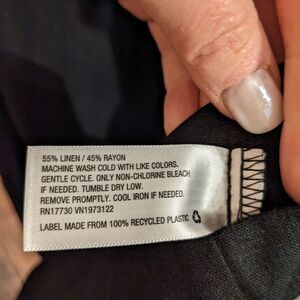 55% LINEN / 45% RAYON
MACHINE WASH COLD WITH LIKE COLORS.
GENTLE CYCLE. ONLY NON-CHLORINE BLEACH
IF NEEDED. TUMBLE DRY LOW.
REMOVE PROMPTLY. COOL IRON IF NEEDED.
RN17730 VN1973122
LABEL MADE FROM 100% RECYCLED PLASTIC